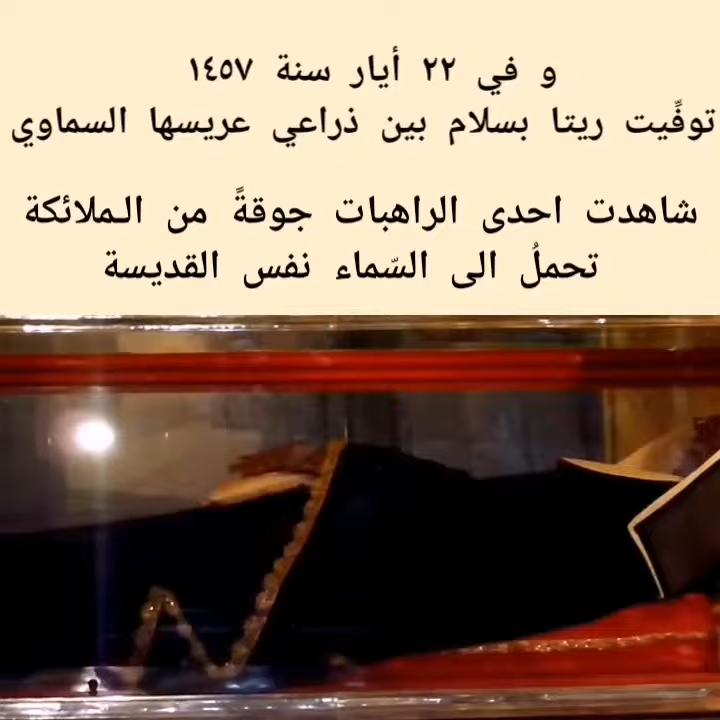 و في ٢٢ أيار سنة ١٤٥٧
توفِّيت ريتا بسلام بين ذراعي عريسها السماوي
شاهدت احدى الراهبات جوقةً من الـملائكة
تحملُ الى السّماء نفس القديسة